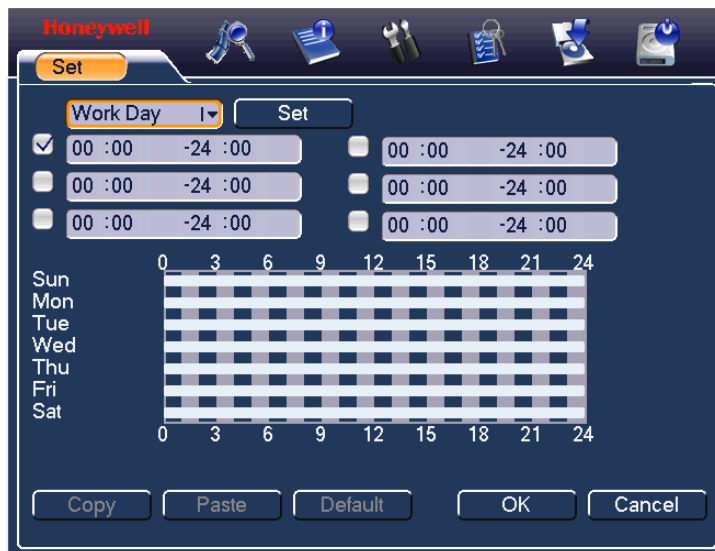 Honeywell
Set
Work Day Set
00 :00 -24 :00 00 :00 -24 :00
00 :00 -24 :00 00 :00 -24 :00
00 :00 -24 :00 00 :00 -24 :00
0 3 6 9 12 15 18 21 24
Sun
Mon
Tue
Wed
Thu
Fri
Sat
0 3 6 9 12 15 18 21 24
Copy Paste Default OK Cancel